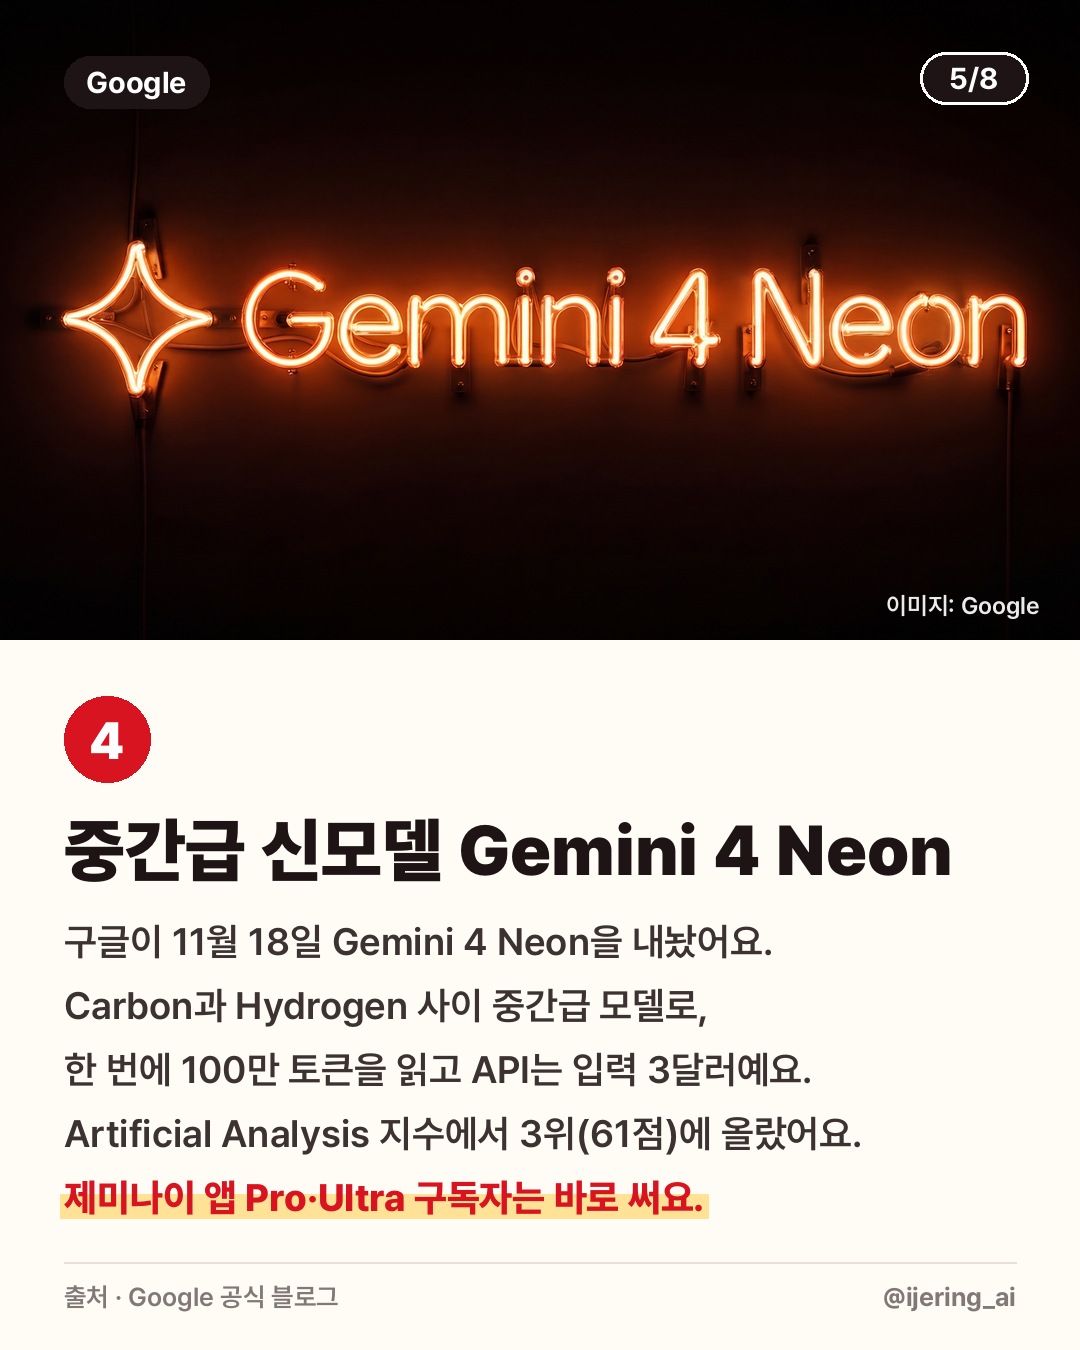 Google
5/8
Gemini 4 Neon
이미지: Google
4
중간급 신모델 Gemini 4 Neon
구글이 11월 18일 Gemini 4 Neon을 내놨어요.
Carbon과 Hydrogen 사이 중간급 모델로,
한 번에 100만 토큰을 읽고 API는 입력 3달러예요.
Artificial Analysis 지수에서 3위(61점)에 올랐어요.
제미나이 앱 Pro·Ultra 구독자는 바로 써요.
출처 · Google 공식 블로그
@ijering_ai